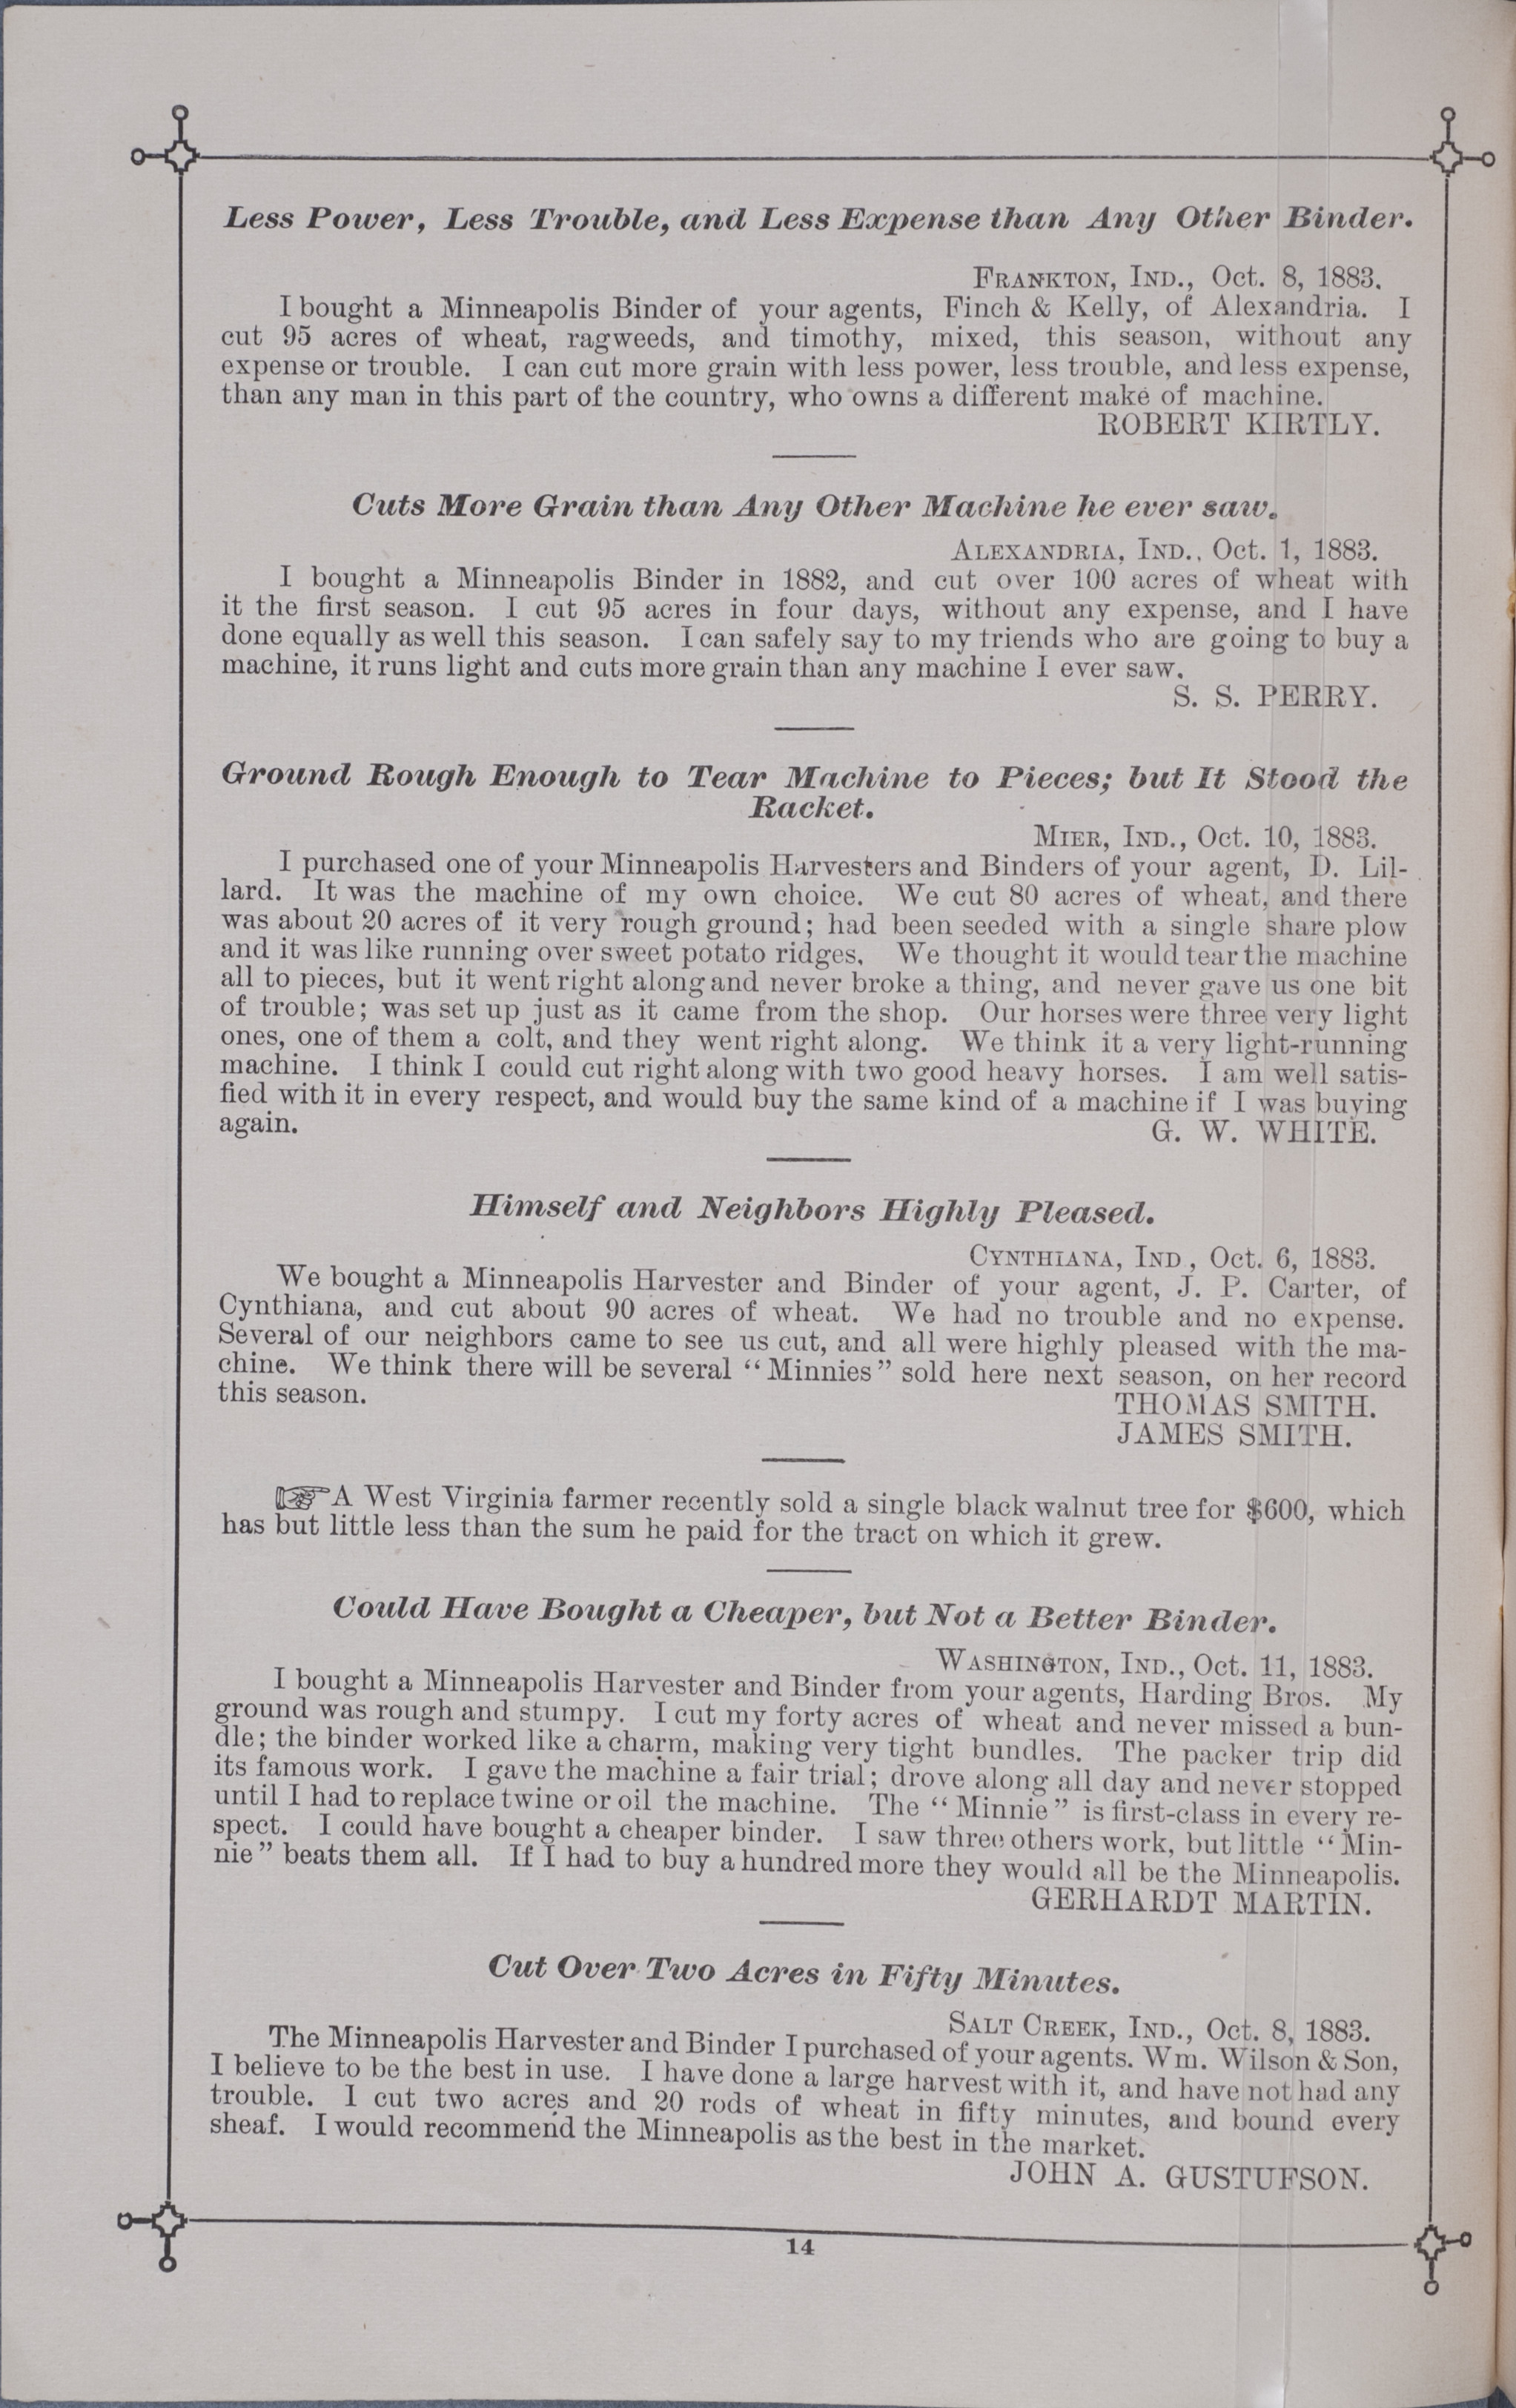 Less Power, Less Trouble, and Less Expense than Any Other Binder.
FRANKTON, IND., Oct. 8, 1883.
I bought a Minneapolis Binder of your agents, Finch & Kelly, of Alexandria. I
cut 95 acres of wheat, ragweeds, and timothy, mixed, this season, without any
expense or trouble. I can cut more grain with less power, less trouble, and less expense,
than any man in this part of the country, who owns a different make of machine.
ROBERT KIRTLY.
Cuts More Grain than Any Other Machine he ever saw.
ALEXANDRIA, IND., Oct. 1, 1883.
I bought a Minneapolis Binder in 1882, and cut over 100 acres of wheat with
it the first season. I cut 95 acres in four days, without any expense, and I have
done equally as well this season. I can safely say to my friends who are going to buy a
machine, it runs light and cuts more grain than any machine I ever saw.
S. S. PERRY.
Ground Rough Enough to Tear Machine to Pieces; but It Stood the
Racket.
MIER, IND., Oct. 10, 1883.
I purchased one of your Minneapolis Harvesters and Binders of your agent, D. Lil-
lard. It was the machine of my own choice. We cut 80 acres of wheat, and there
was about 20 acres of it very rough ground; had been seeded with a single share plow
and it was like running over sweet potato ridges. We thought it would tear the machine
all to pieces, but it went right along and never broke a thing, and never gave us one bit
of trouble; was set up just as it came from the shop. Our horses were three very light
ones, one of them a colt, and they went right along. We think it a very light-running
machine. I think I could cut right along with two good heavy horses. I am well satis-
fied with it in every respect, and would buy the same kind of a machine if I was buying
again. G. W. WHITE.
Himself and Neighbors Highly Pleased.
CYNTHIANA, IND., Oct. 6, 1883.
We bought a Minneapolis Harvester and Binder of your agent, J. P. Carter, of
Cynthiana, and cut about 90 acres of wheat. We had no trouble and no expense.
Several of our neighbors came to see us cut, and all were highly pleased with the ma-
chine. We think there will be several "Minnies" sold here next season, on her record
this season. THOMAS SMITH.
JAMES SMITH.
☞A West Virginia farmer recently sold a single black walnut tree for $600, which
has but little less than the sum he paid for the tract on which it grew.
Could Have Bought a Cheaper, but Not a Better Binder.
WASHINGTON, IND., Oct. 11, 1883.
I bought a Minneapolis Harvester and Binder from your agents, Harding Bros. My
ground was rough and stumpy. I cut my forty acres of wheat and never missed a bun-
dle; the binder worked like a charm, making very tight bundles. The packer trip did
its famous work. I gave the machine a fair trial; drove along all day and never stopped
until I had to replace twine or oil the machine. The "Minnie" is first-class in every re-
spect. I could have bought a cheaper binder. I saw three others work, but little "Min-
nie" beats them all. If I had to buy a hundred more they would all be the Minneapolis.
GERHARDT MARTIN.
Cut Over Two Acres in Fifty Minutes.
SALT CREEK, IND., Oct. 8, 1883.
The Minneapolis Harvester and Binder I purchased of your agents. Wm. Wilson & Son,
I believe to be the best in use. I have done a large harvest with it, and have not had any
trouble. I cut two acres and 20 rods of wheat in fifty minutes, and bound every
sheaf. I would recommend the Minneapolis as the best in the market.
JOHN A. GUSTUFSON.
14